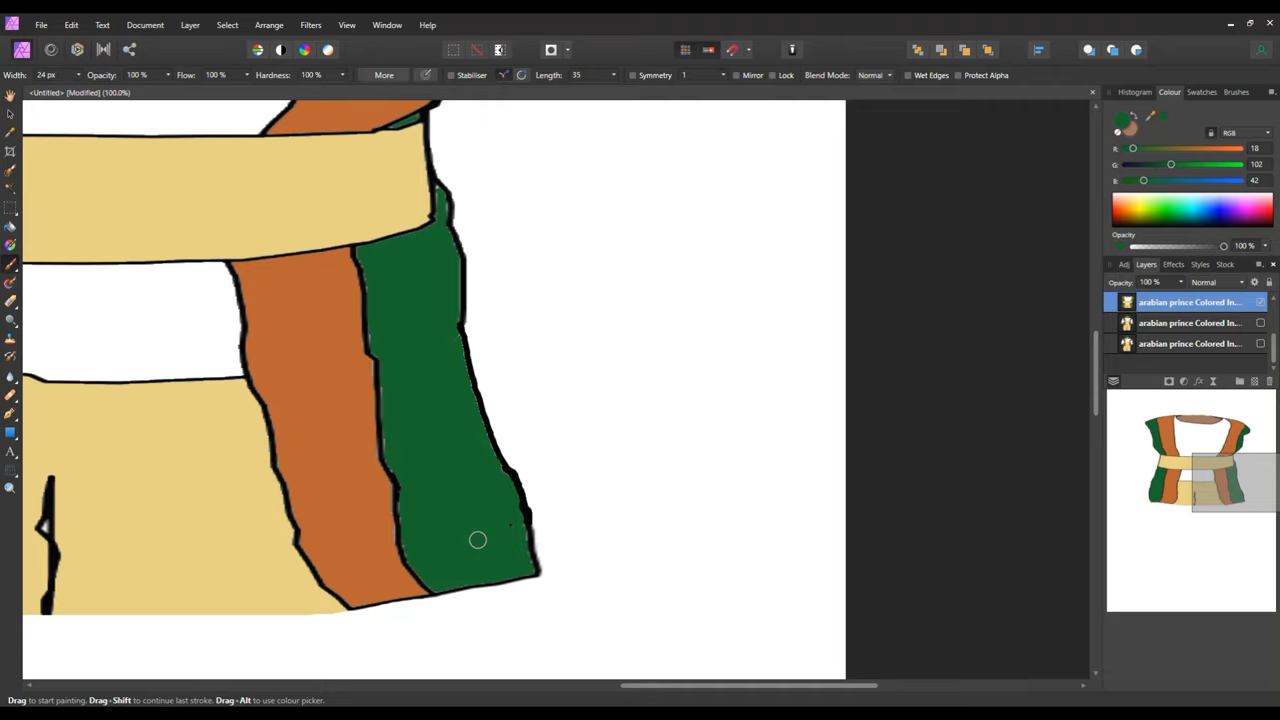 File Edit Text Document Layer Select Arrange Filters View Window Help
Width: 24 px Opacity: 100 % Flow: 100 % Hardness: 100 % More Stabiliser Length: 35 Symmetry 1 Mirror Lock Blend Mode: Normal Wet Edges Protect Alpha
<Untitled> [Modified] (100.0%)
Histogram Colour Swatches Brushes
RGB
R: 18
G: 102
B: 42
Opacity
100 %
Adj Layers Effects Styles Stock
Opacity: 100 % Normal
arabian prince Colored In...
arabian prince Colored In...
arabian prince Colored In...
A
Drag to start painting. Drag+Shift to continue last stroke. Drag+Alt to use colour picker.